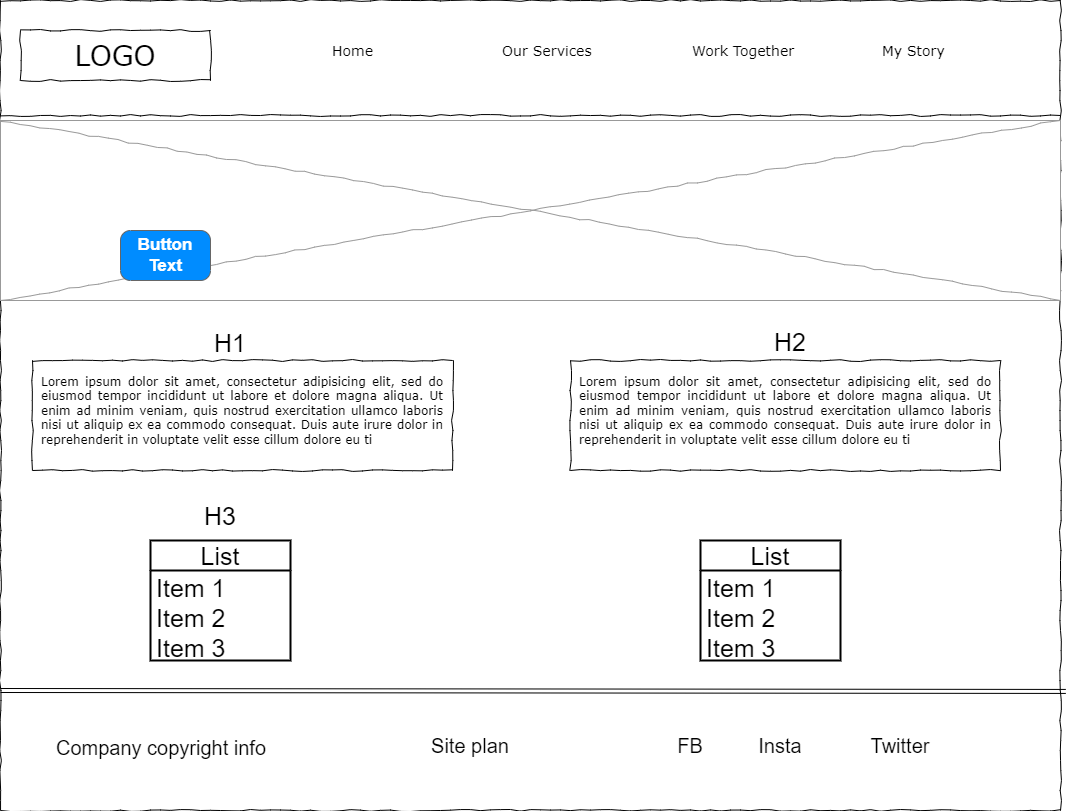 LOGO
Home
Our Services
Work Together
My Story
Button
Text
H1
Lorem ipsum dolor sit amet, consectetur adipisicing elit, sed do
eiusmod tempor incididunt ut labore et dolore magna aliqua. Ut
enim ad minim veniam, quis nostrud exercitation ullamco laboris
nisi ut aliquip ex ea commodo consequat. Duis aute irure dolor in
reprehenderit in voluptate velit esse cillum dolore eu ti
H2
Lorem ipsum dolor sit amet, consectetur adipisicing elit, sed do
eiusmod tempor incididunt ut labore et dolore magna aliqua. Ut
enim ad minim veniam, quis nostrud exercitation ullamco laboris
nisi ut aliquip ex ea commodo consequat. Duis aute irure dolor in
reprehenderit in voluptate velit esse cillum dolore eu ti
H3
List
Item 1
Item 2
Item 3
List
Item 1
Item 2
Item 3
Company copyright info
Site plan
FB
Insta
Twitter